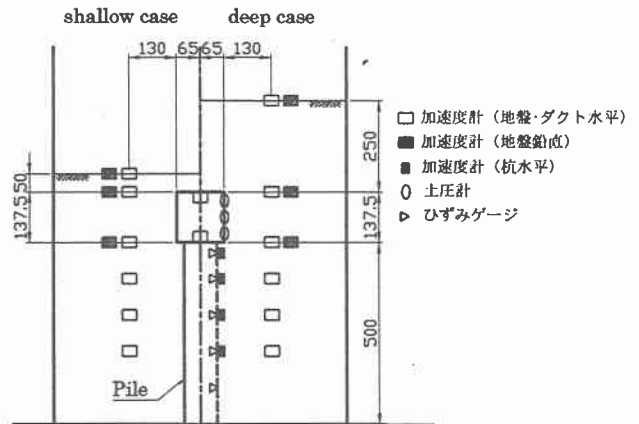 shallow case
deep case
130
65
65
130
250
50
137.5
137.5
500
Pile
加速度計（地盤･ダクト水平）
加速度計（地盤鉛直）
加速度計（杭水平）
土圧計
ひずみゲージ